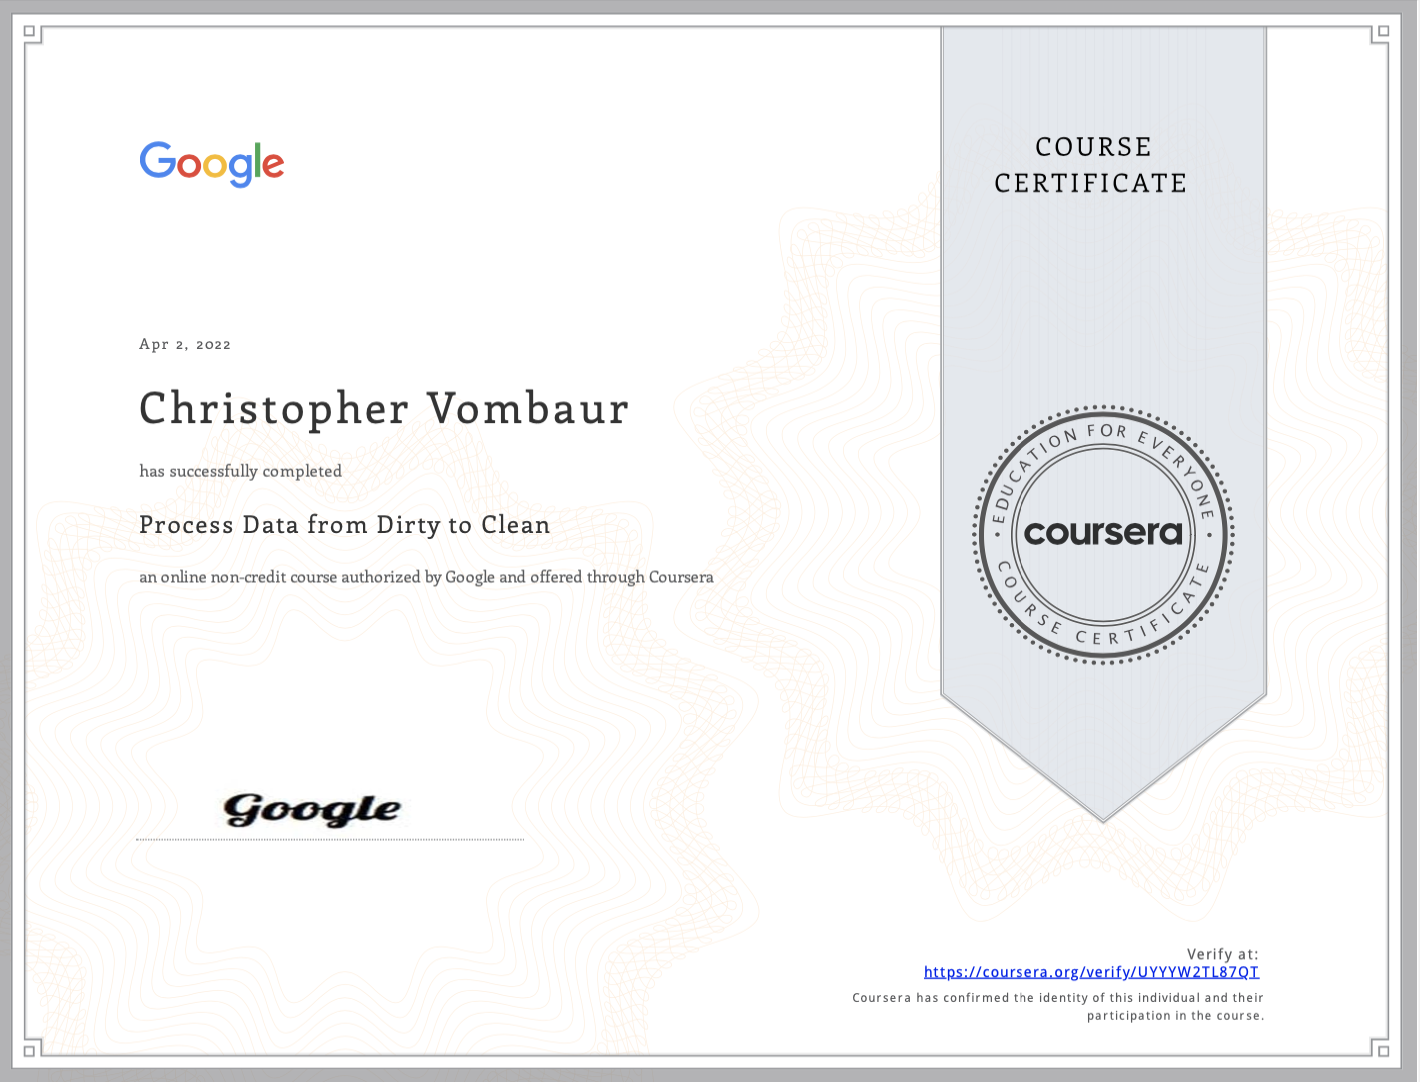 Google
COURSE
CERTIFICATE
Apr 2, 2022
Christopher Vombaur
has successfully completed
Process Data from Dirty to Clean
an online non-credit course authorized by Google and offered through Coursera
EDUCATION FOR EVERYONE
coursera
COURSE CERTIFICATE
Google
Verify at:
https://coursera.org/verify/UYYYW2TL87QT
Coursera has confirmed the identity of this individual and their
participation in the course.